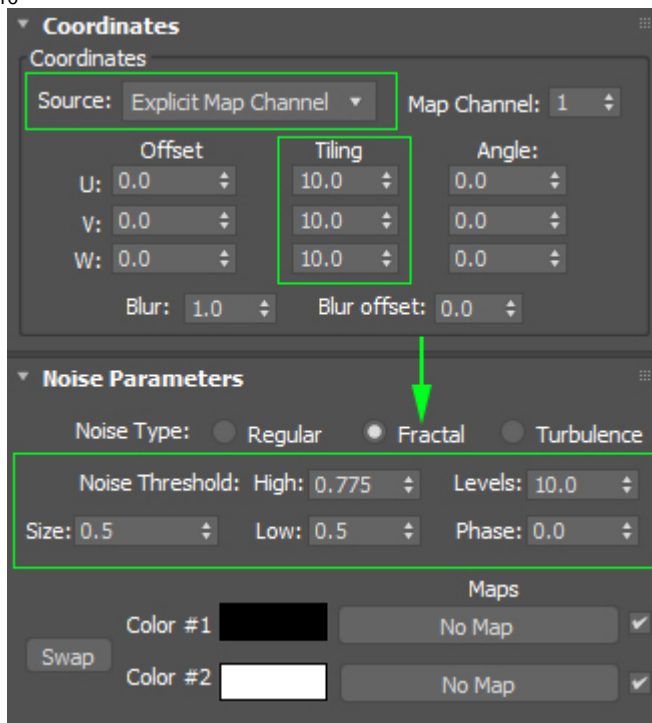 Coordinates
Coordinates
Source: Explicit Map Channel Map Channel: 1
Offset Tiling Angle:
U: 0.0 10.0 0.0
V: 0.0 10.0 0.0
W: 0.0 10.0 0.0
Blur: 1.0 Blur offset: 0.0
Noise Parameters
Noise Type: Regular Fractal Turbulence
Noise Threshold: High: 0.775 Levels: 10.0
Size: 0.5 Low: 0.5 Phase: 0.0
Maps
Color #1 No Map
Swap
Color #2 No Map